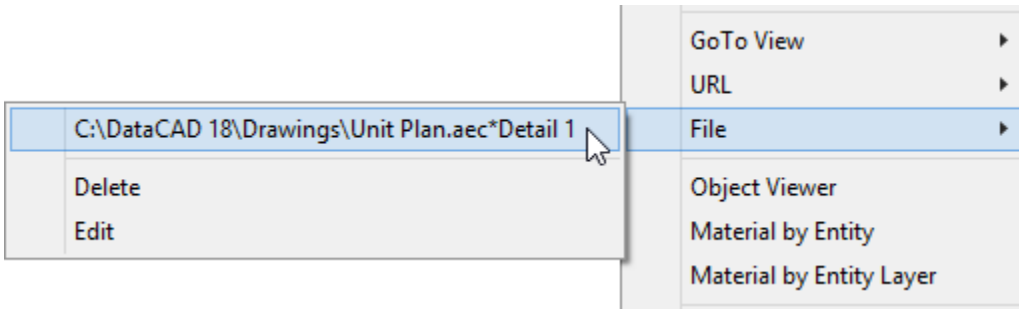 GoTo View
URL
File
C:\DataCAD 18\Drawings\Unit Plan.aec*Detail 1
Delete
Edit
Object Viewer
Material by Entity
Material by Entity Layer